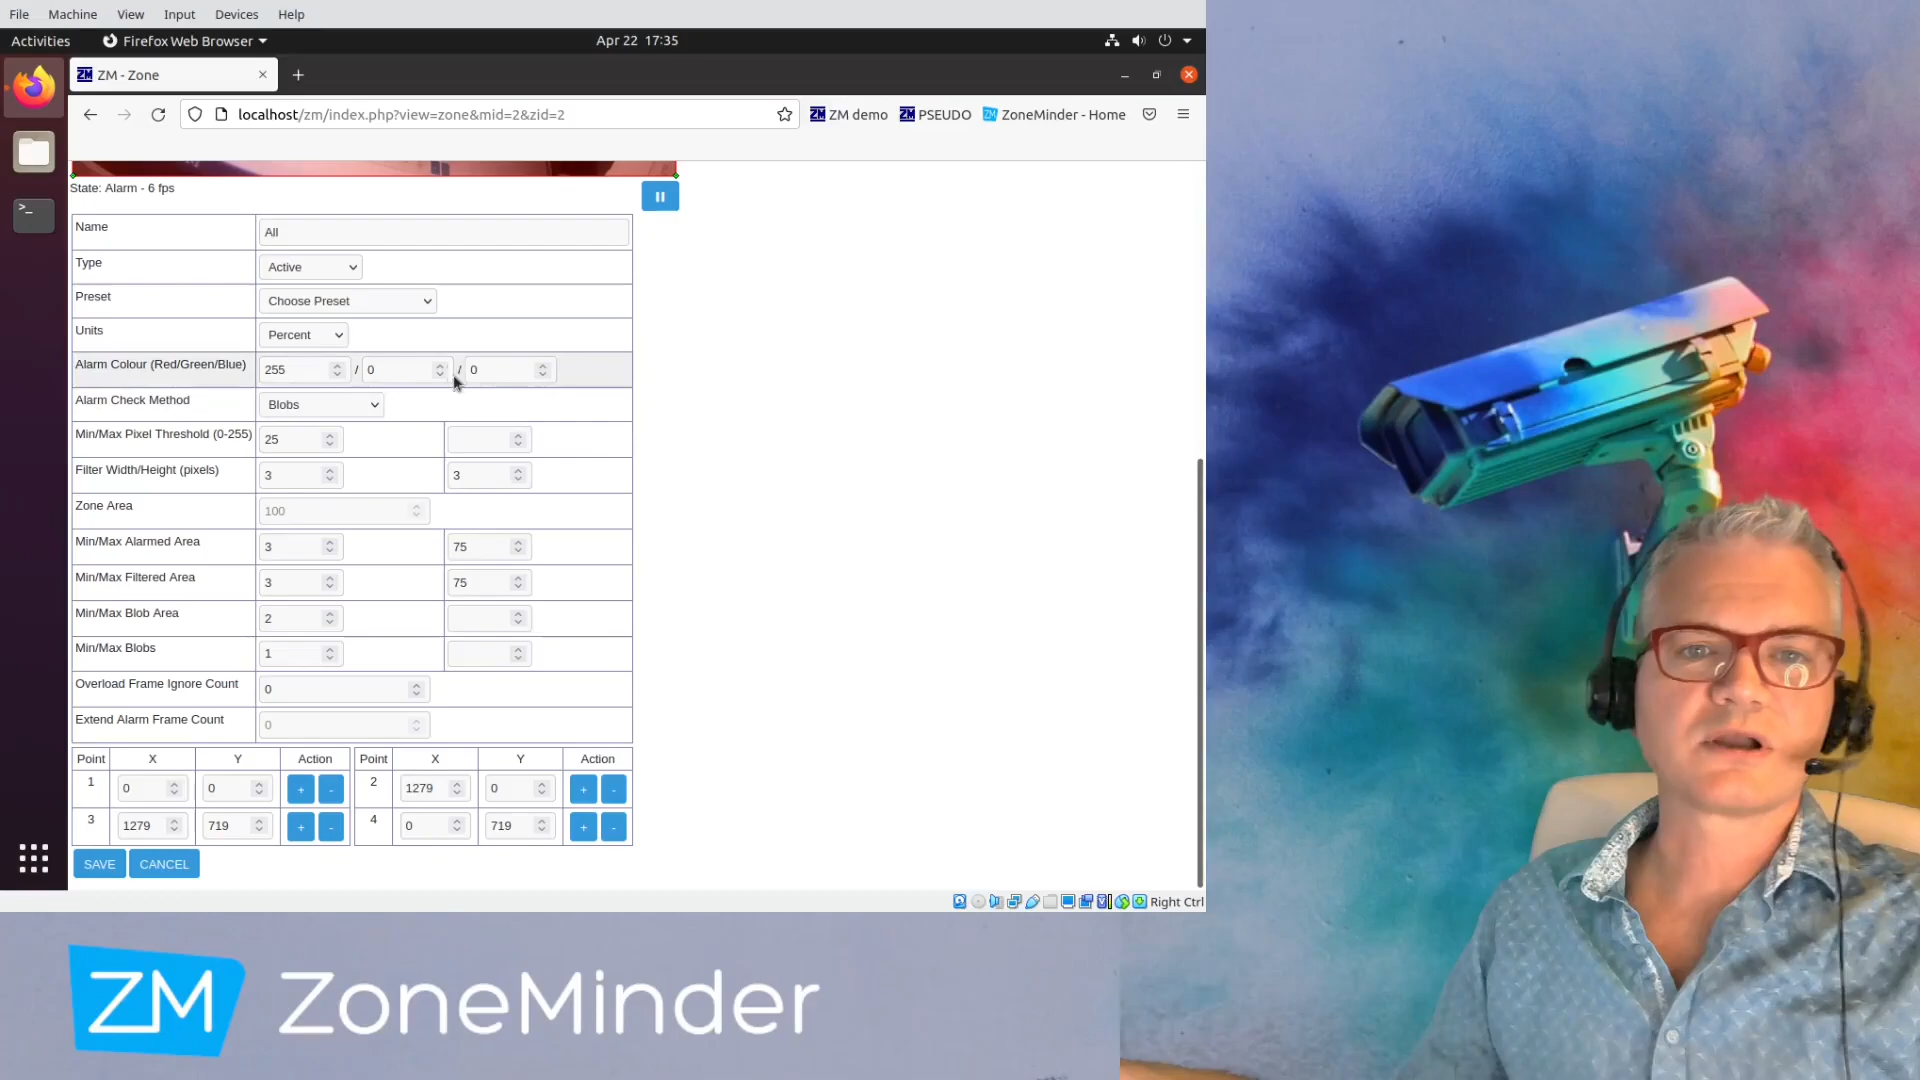 File Machine View Input Devices Help
Activities Firefox Web Browser Apr 22 17:35
ZM ZM - Zone
localhost/zm/index.php?view=zone&mid=2&zid=2 ZM ZM demo ZM PSEUDO ZM ZoneMinder - Home
State: Alarm - 6 fps
Name All
Type Active
Preset Choose Preset
Units Percent
Alarm Colour (Red/Green/Blue) 255 / 0 / 0
Alarm Check Method Blobs
Min/Max Pixel Threshold (0-255) 25
Filter Width/Height (pixels) 3 3
Zone Area 100
Min/Max Alarmed Area 3 75
Min/Max Filtered Area 3 75
Min/Max Blob Area 2
Min/Max Blobs 1
Overload Frame Ignore Count 0
Extend Alarm Frame Count 0
Point X Y Action Point X Y Action
1 0 0 + - 2 1279 0 + -
3 1279 719 + - 4 0 719 + -
SAVE CANCEL
Right Ctrl
ZM ZoneMinder